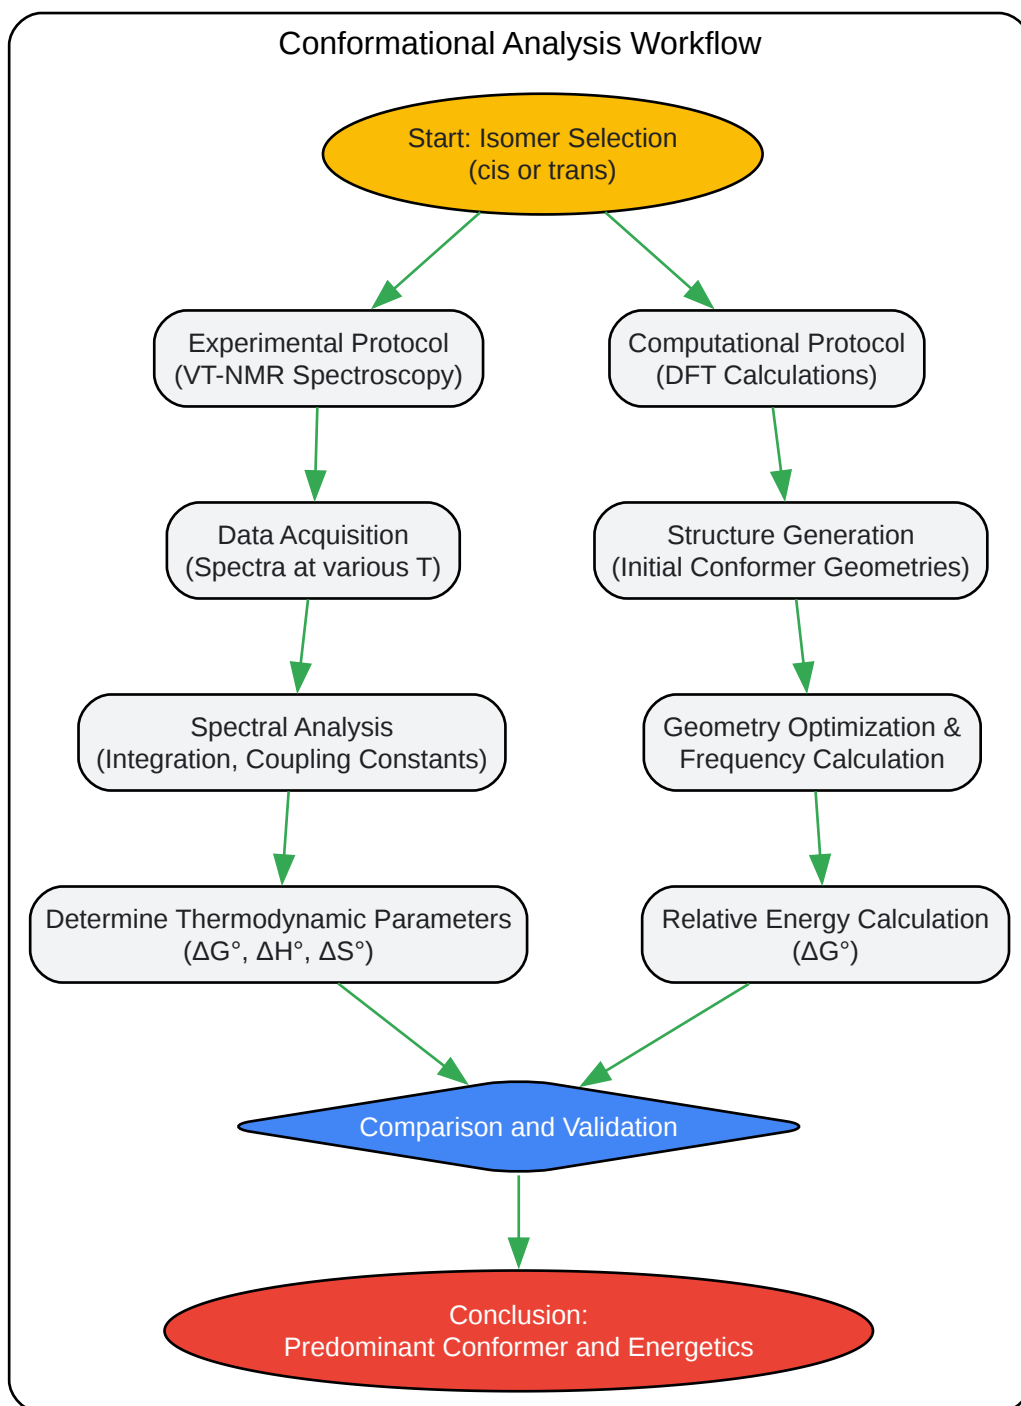 Conformational Analysis Workflow
Start: Isomer Selection
(cis or trans)
Experimental Protocol
(VT-NMR Spectroscopy)
Computational Protocol
(DFT Calculations)
Data Acquisition
(Spectra at various T)
Structure Generation
(Initial Conformer Geometries)
Spectral Analysis
(Integration, Coupling Constants)
Geometry Optimization &
Frequency Calculation
Determine Thermodynamic Parameters
(ΔG°, ΔH°, ΔS°)
Relative Energy Calculation
(ΔG°)
Comparison and Validation
Conclusion:
Predominant Conformer and Energetics